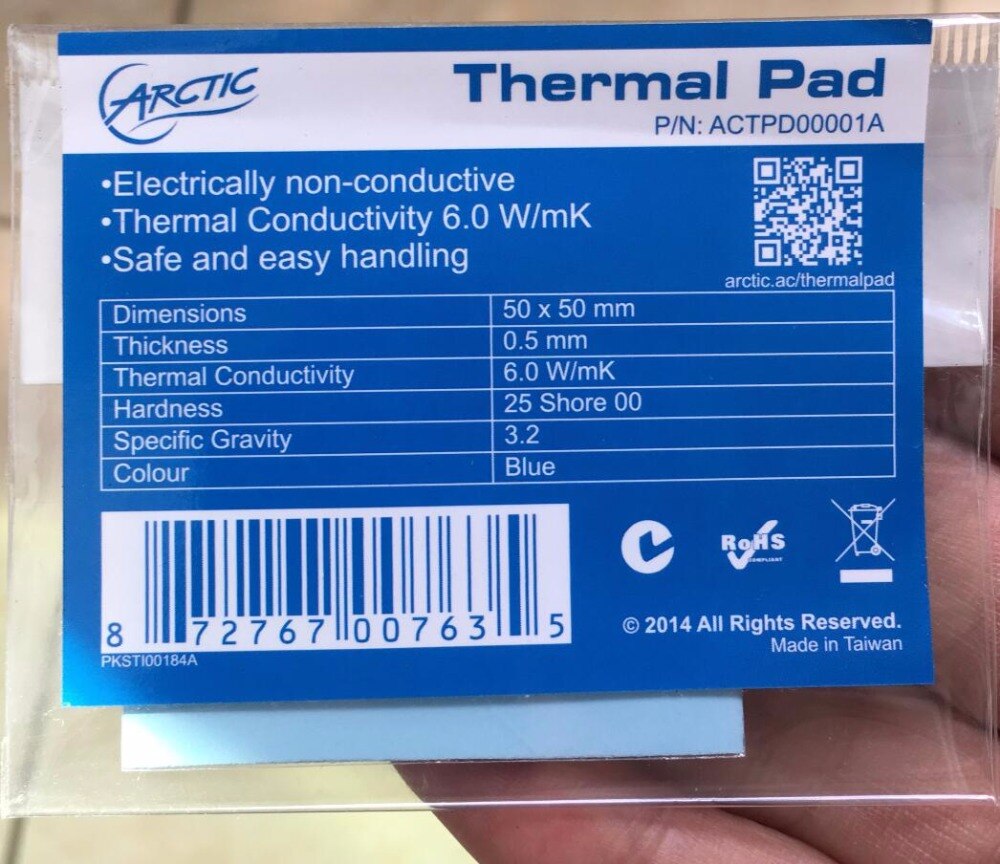 ARCTIC
Thermal Pad
P/N: ACTPD00001A
•Electrically non-conductive
•Thermal Conductivity 6.0 W/mK
•Safe and easy handling
arctic.ac/thermalpad
Dimensions 50 x 50 mm
Thickness 0.5 mm
Thermal Conductivity 6.0 W/mK
Hardness 25 Shore 00
Specific Gravity 3.2
Colour Blue
RoHS
COMPLIANT
8 72767 00763 5
PKSTI00184A
© 2014 All Rights Reserved.
Made in Taiwan